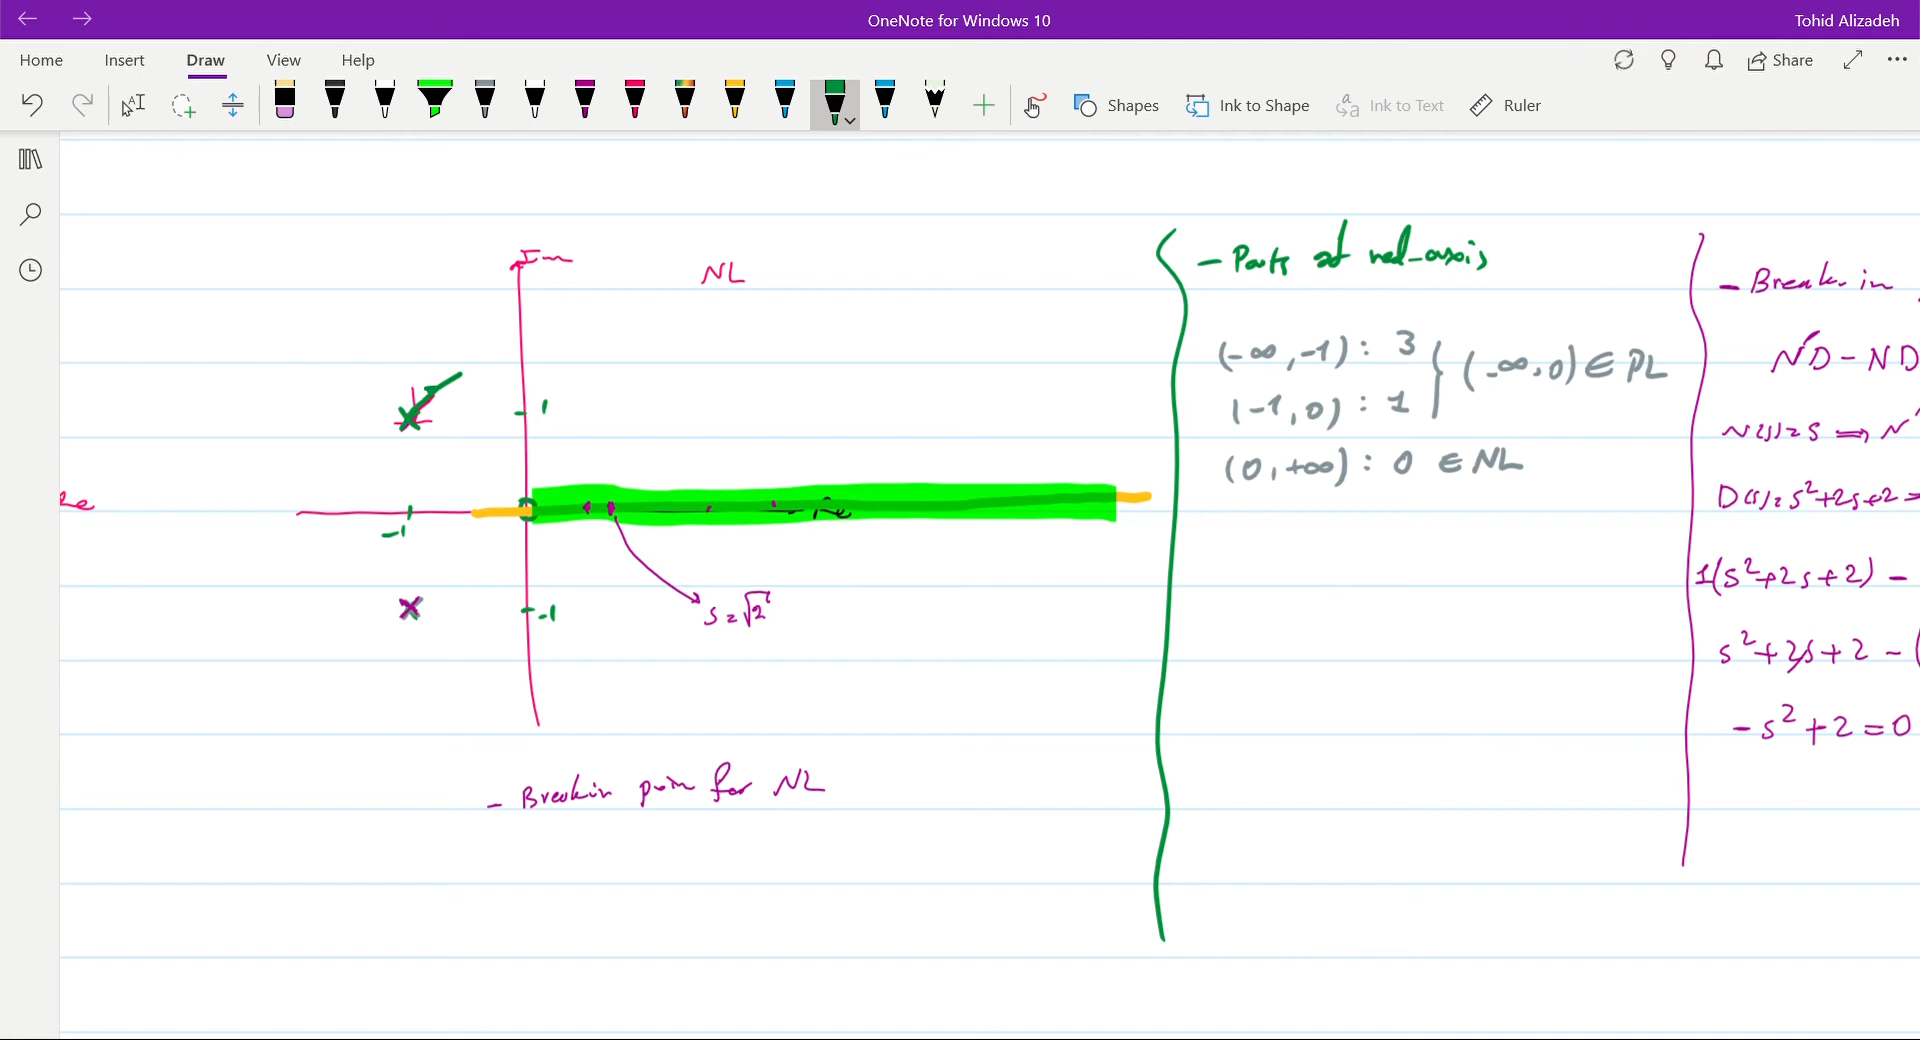 OneNote for Windows 10
Tohid Alizadeh
Home Insert Draw View Help
Share
Shapes Ink to Shape Ink to Text Ruler
Im
NL
1
Re
-1
-1
Re
s=√2
- Breakin poin for NL
- Parts of real-axis
(-∞,-1): 3
(-1,0): 1
(-∞,0) ∈ PL
(0,+∞): 0 ∈ NL
- Break-in
N'D - ND
N(s)=s ⇒ N'
D(s)=s²+2s+2=
1(s²+2s+2) -
s²+2s+2 - (
-s²+2=0